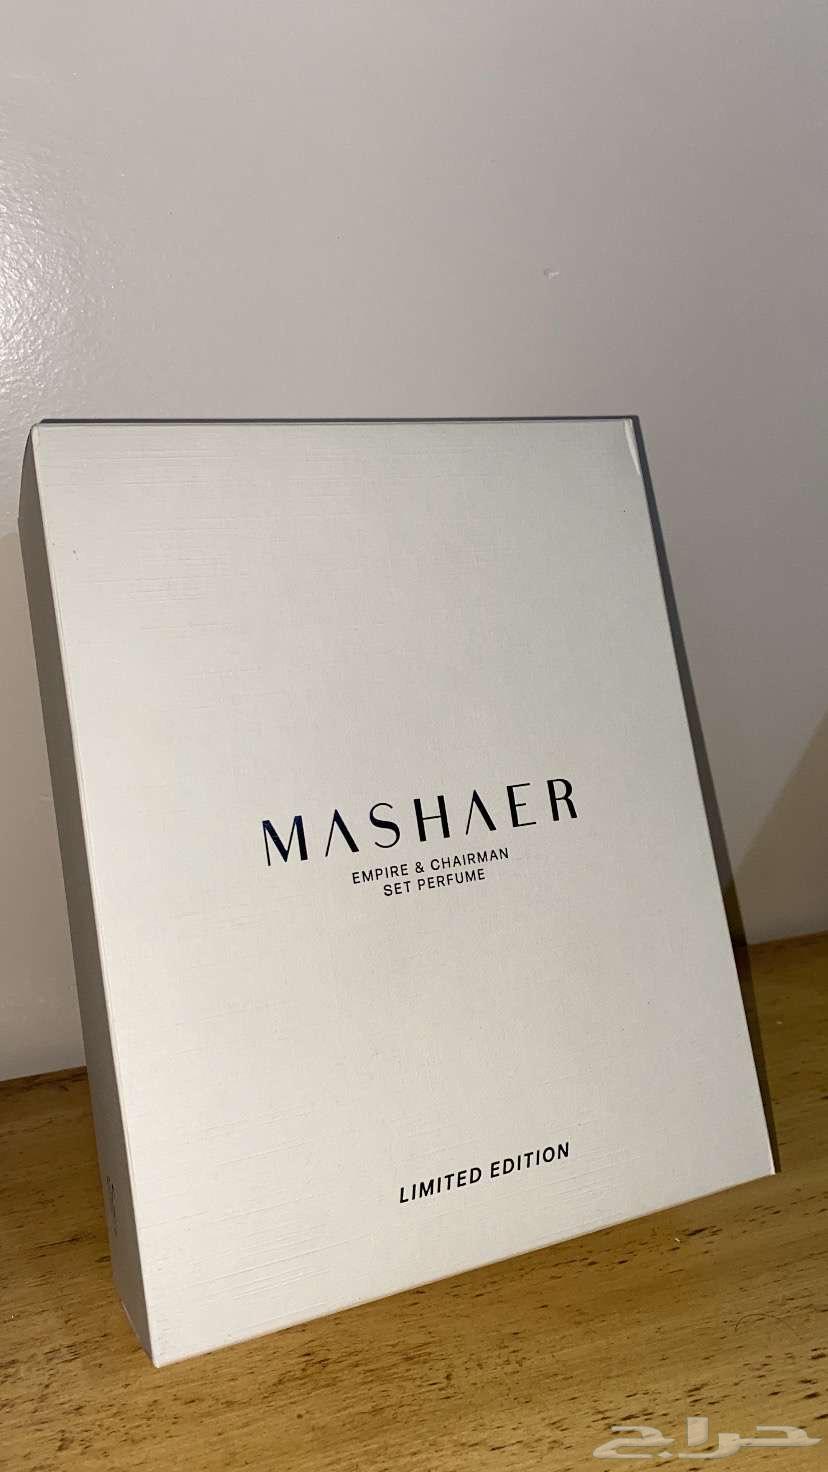 MASHAER
EMPIRE & CHAIRMAN
SET PERFUME
LIMITED EDITION
حراج